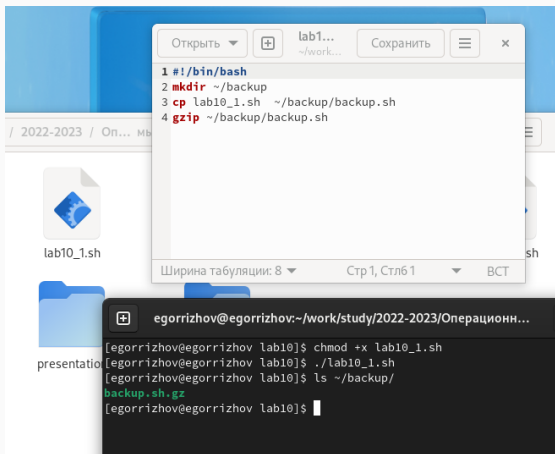 Открыть
lab1...
~/work...
Сохранить
1 #!/bin/bash
2 mkdir ~/backup
3 cp lab10_1.sh  ~/backup/backup.sh
4 gzip ~/backup/backup.sh
/ 2022-2023 / Оп... мы
lab10_1.sh
sh
Ширина табуляции: 8
Стр 1, Стлб 1
ВСТ
presentation
egorrizhov@egorrizhov:~/work/study/2022-2023/Операционн...
[egorrizhov@egorrizhov lab10]$ chmod +x lab10_1.sh
[egorrizhov@egorrizhov lab10]$ ./lab10_1.sh
[egorrizhov@egorrizhov lab10]$ ls ~/backup/
backup.sh.gz
[egorrizhov@egorrizhov lab10]$